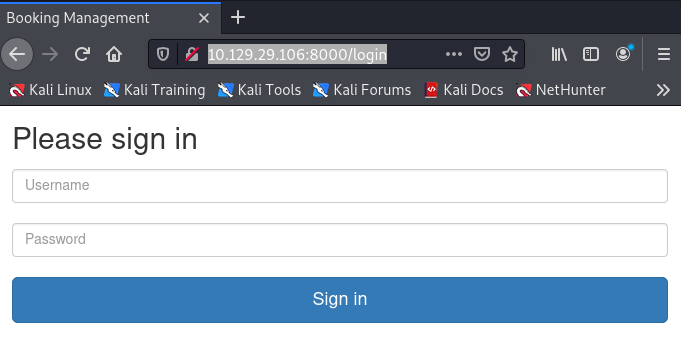 Booking Management
10.129.29.106:8000/login
Kali Linux Kali Training Kali Tools Kali Forums Kali Docs NetHunter
Please sign in
Username
Password
Sign in